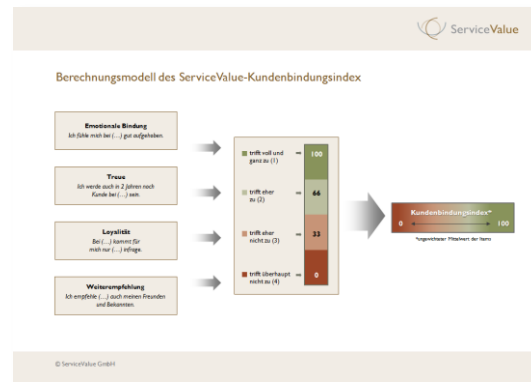 ServiceValue
Berechnungsmodell des ServiceValue-Kundenbindungsindex
Emotionale Bindung
Ich fühle mich bei (...) gut aufgehoben.
Treue
Ich werde auch in 2 Jahren noch
Kunde bei (...) sein.
Loyalität
Bei (...) kommt für
mich nur (...) infrage.
Weiterempfehlung
Ich empfehle (...) auch meinen Freunden
und Bekannten.
trifft voll und
ganz zu (1)
100
trifft eher
zu (2)
66
trifft eher
nicht zu (3)
33
trifft überhaupt
nicht zu (4)
0
Kundenbindungsindex*
0 100
*ungewichteter Mittelwert der Items
© ServiceValue GmbH